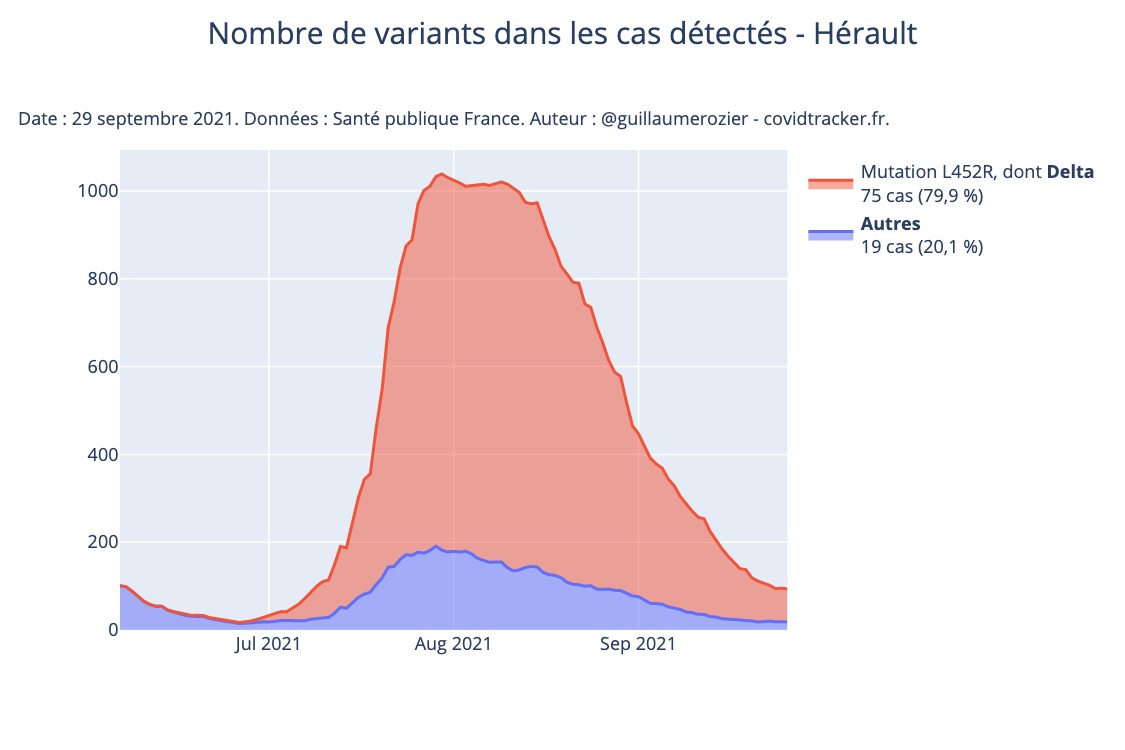 Nombre de variants dans les cas détectés - Hérault
Date : 29 septembre 2021. Données : Santé publique France. Auteur : @guillaumerozier - covidtracker.fr.
Mutation L452R, dont Delta
75 cas (79,9 %)
Autres
19 cas (20,1 %)
1000
800
600
400
200
0
Jul 2021
Aug 2021
Sep 2021